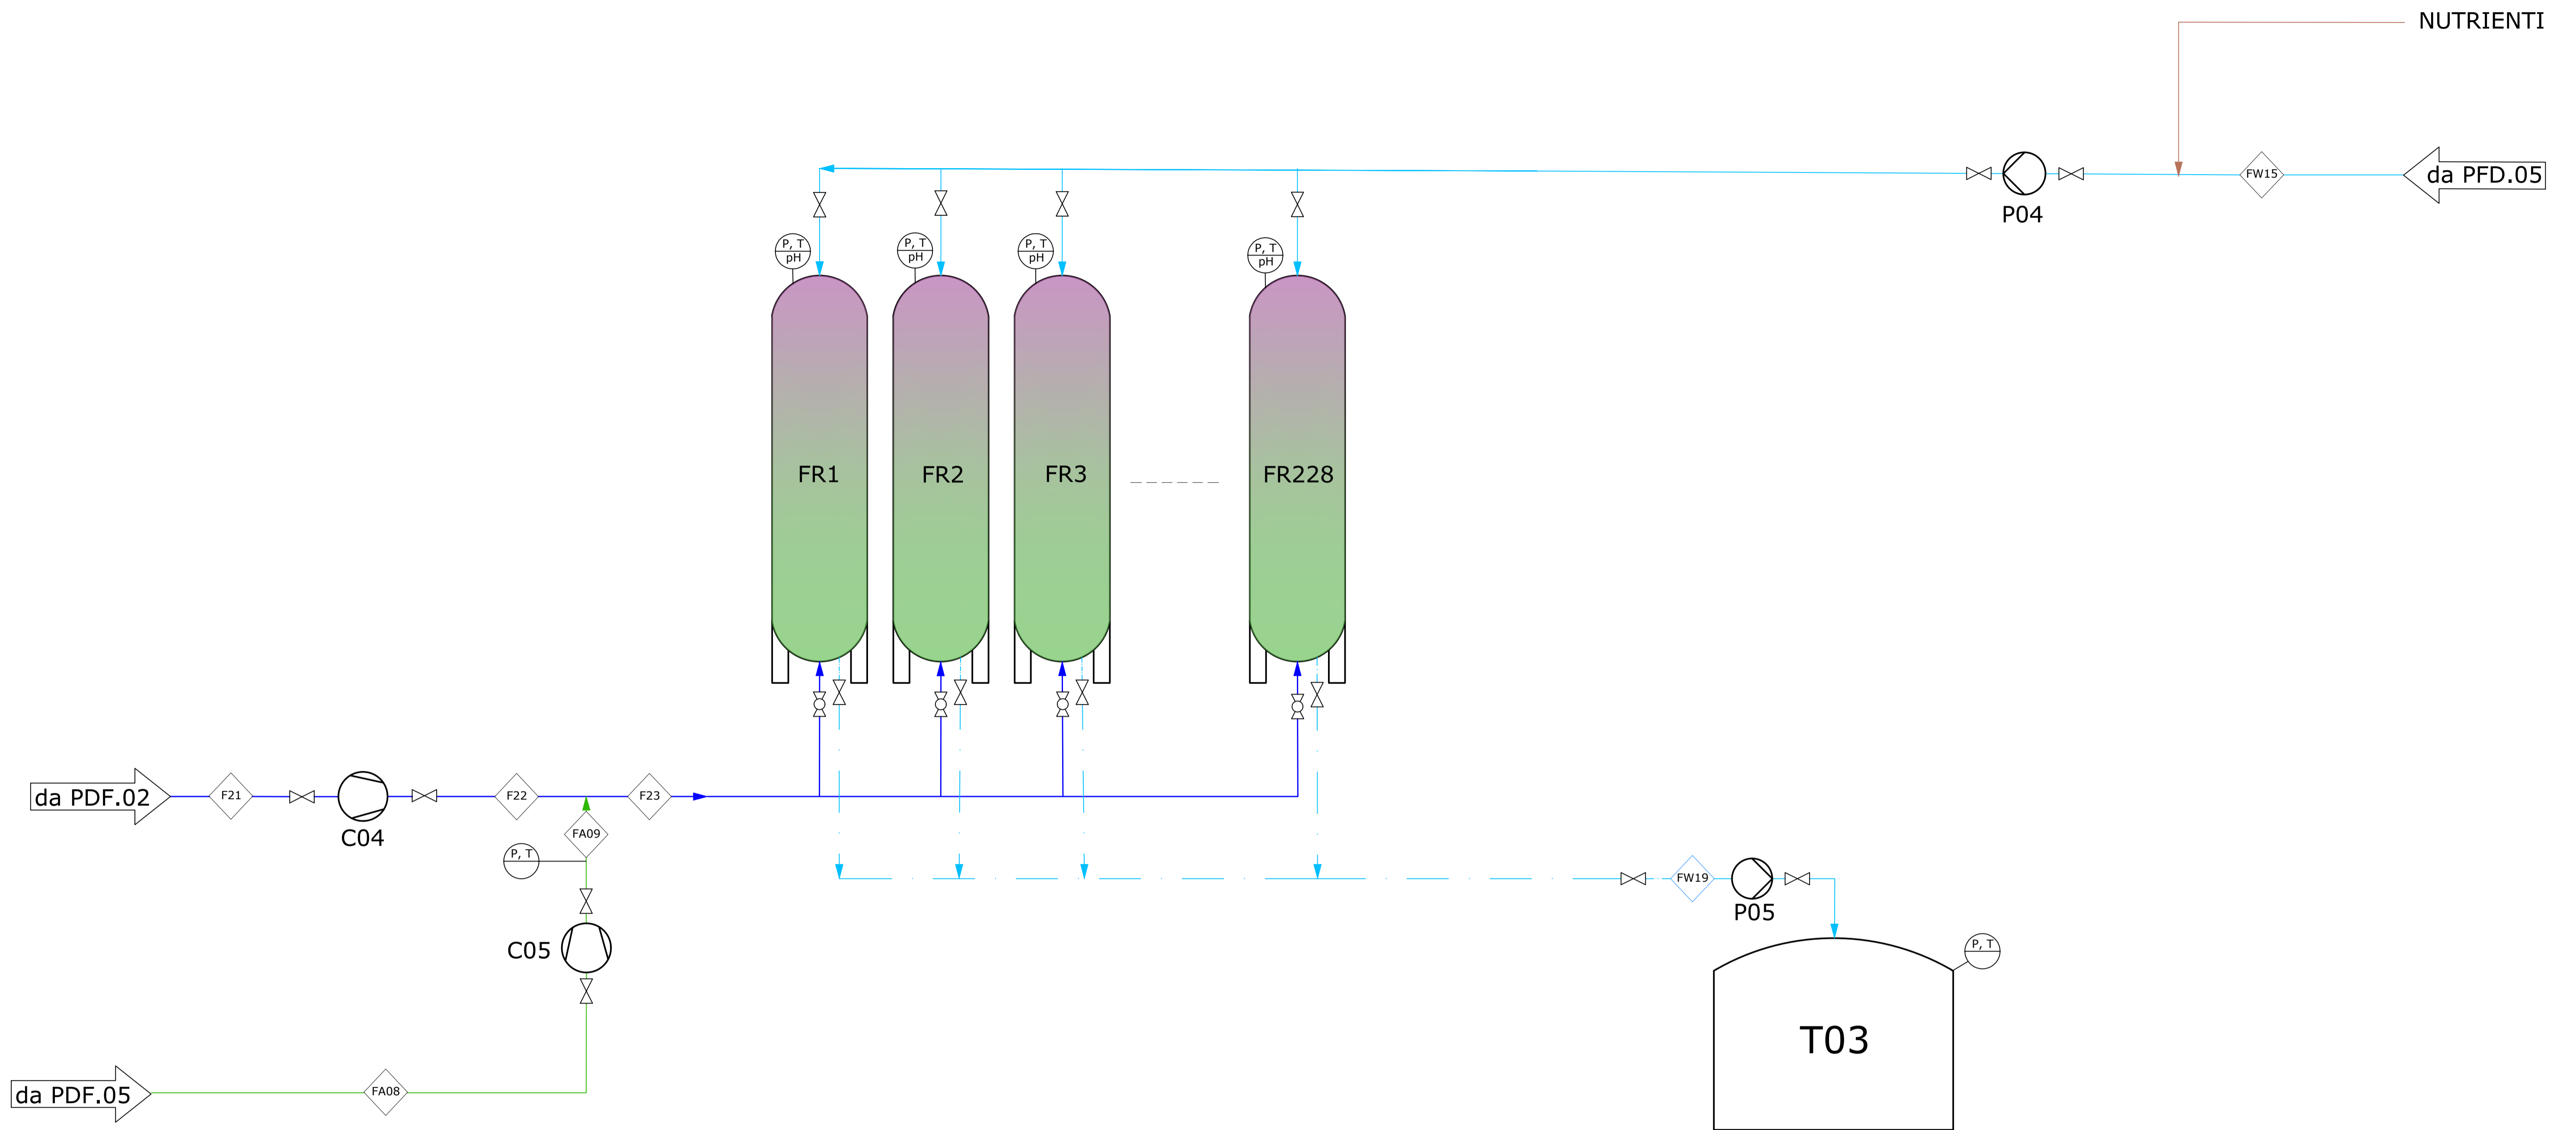 NUTRIENTI
FW15
da PFD.05
P04
P, T
pH
P, T
pH
P, T
pH
P, T
pH
FR1
FR2
FR3
FR228
da PDF.02
F21
C04
F22
F23
FA09
P, T
C05
FW19
P05
P, T
T03
da PDF.05
FA08